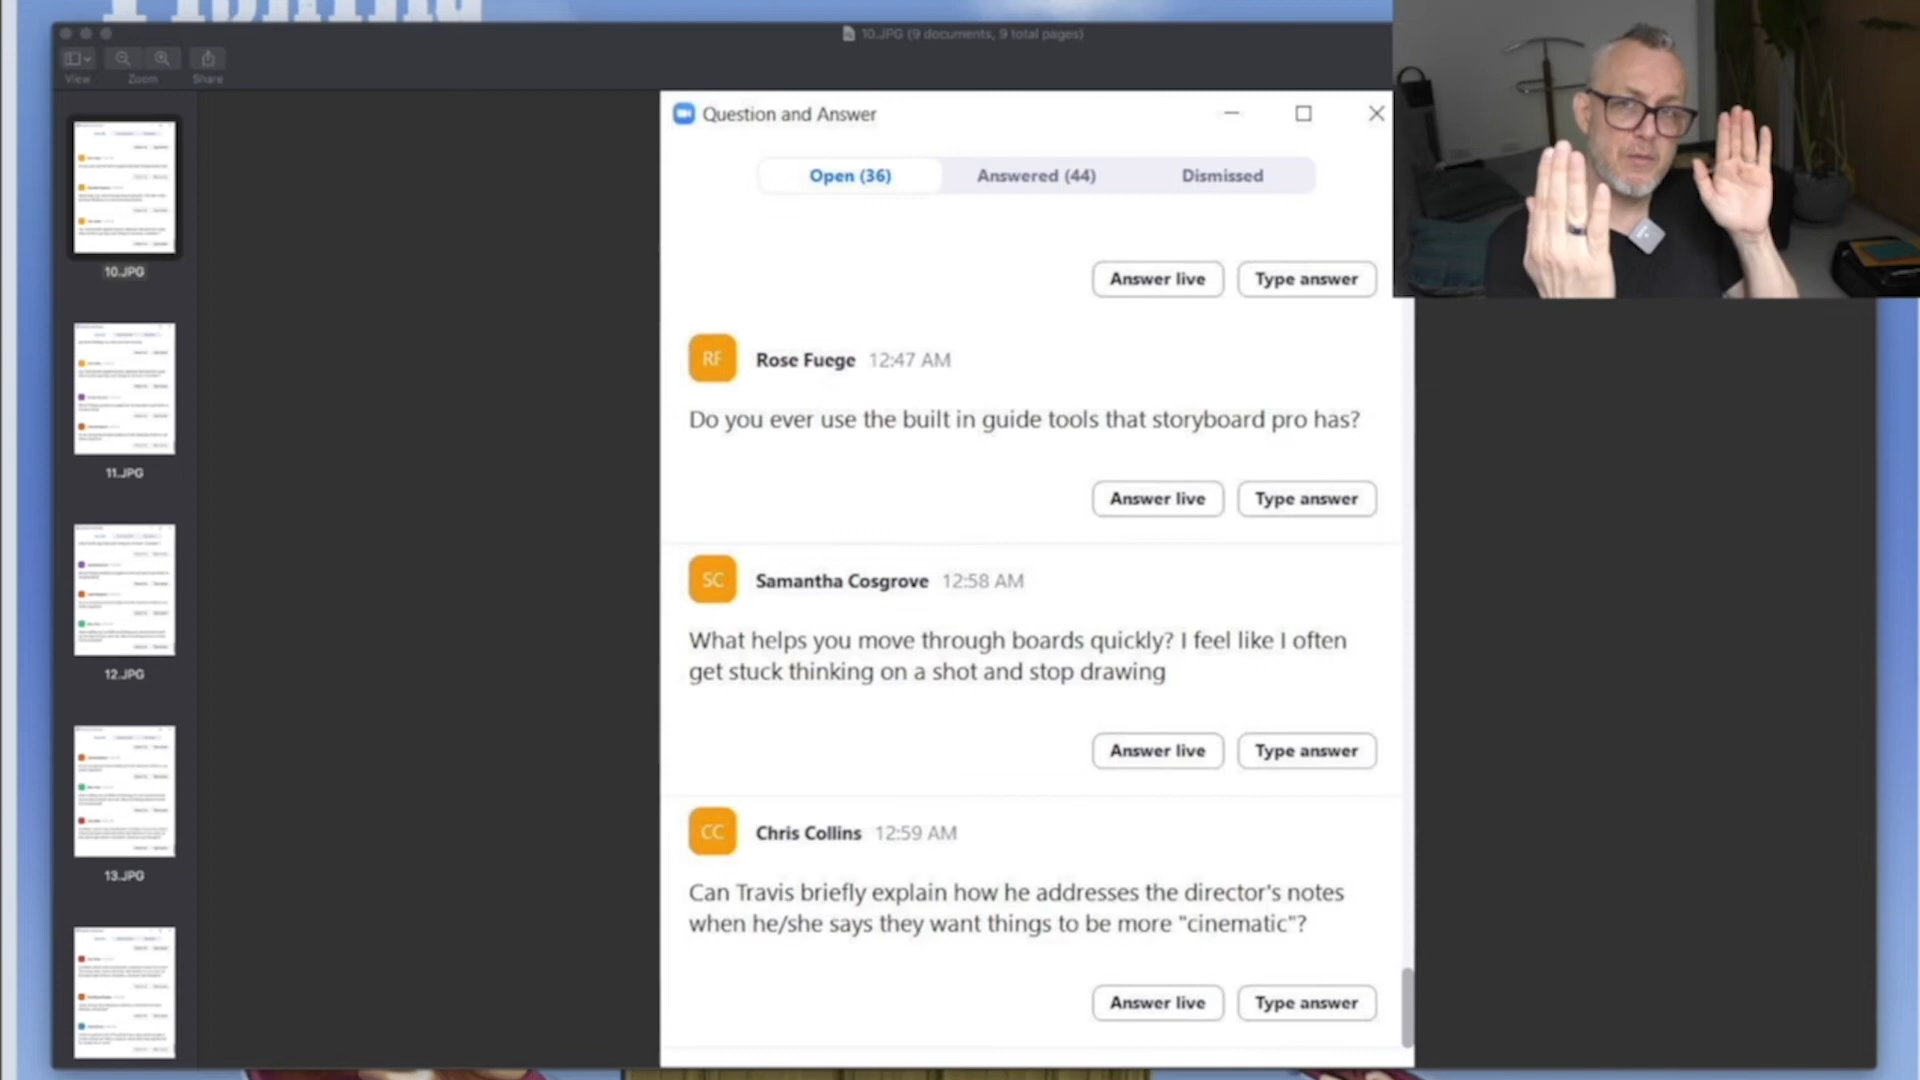 10.JPG (9 documents, 9 total pages)
View
Zoom
Share
10.JPG
11.JPG
12.JPG
13.JPG
Question and Answer
Open (36)
Answered (44)
Dismissed
Answer live
Type answer
RF
Rose Fuege 12:47 AM
Do you ever use the built in guide tools that storyboard pro has?
Answer live
Type answer
SC
Samantha Cosgrove 12:58 AM
What helps you move through boards quickly? I feel like I often
get stuck thinking on a shot and stop drawing
Answer live
Type answer
CC
Chris Collins 12:59 AM
Can Travis briefly explain how he addresses the director's notes
when he/she says they want things to be more "cinematic"?
Answer live
Type answer